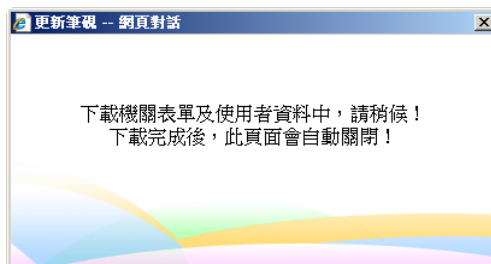 更新筆硯 -- 網頁對話
下載機關表單及使用者資料中，請稍候！
下載完成後，此頁面會自動關閉！